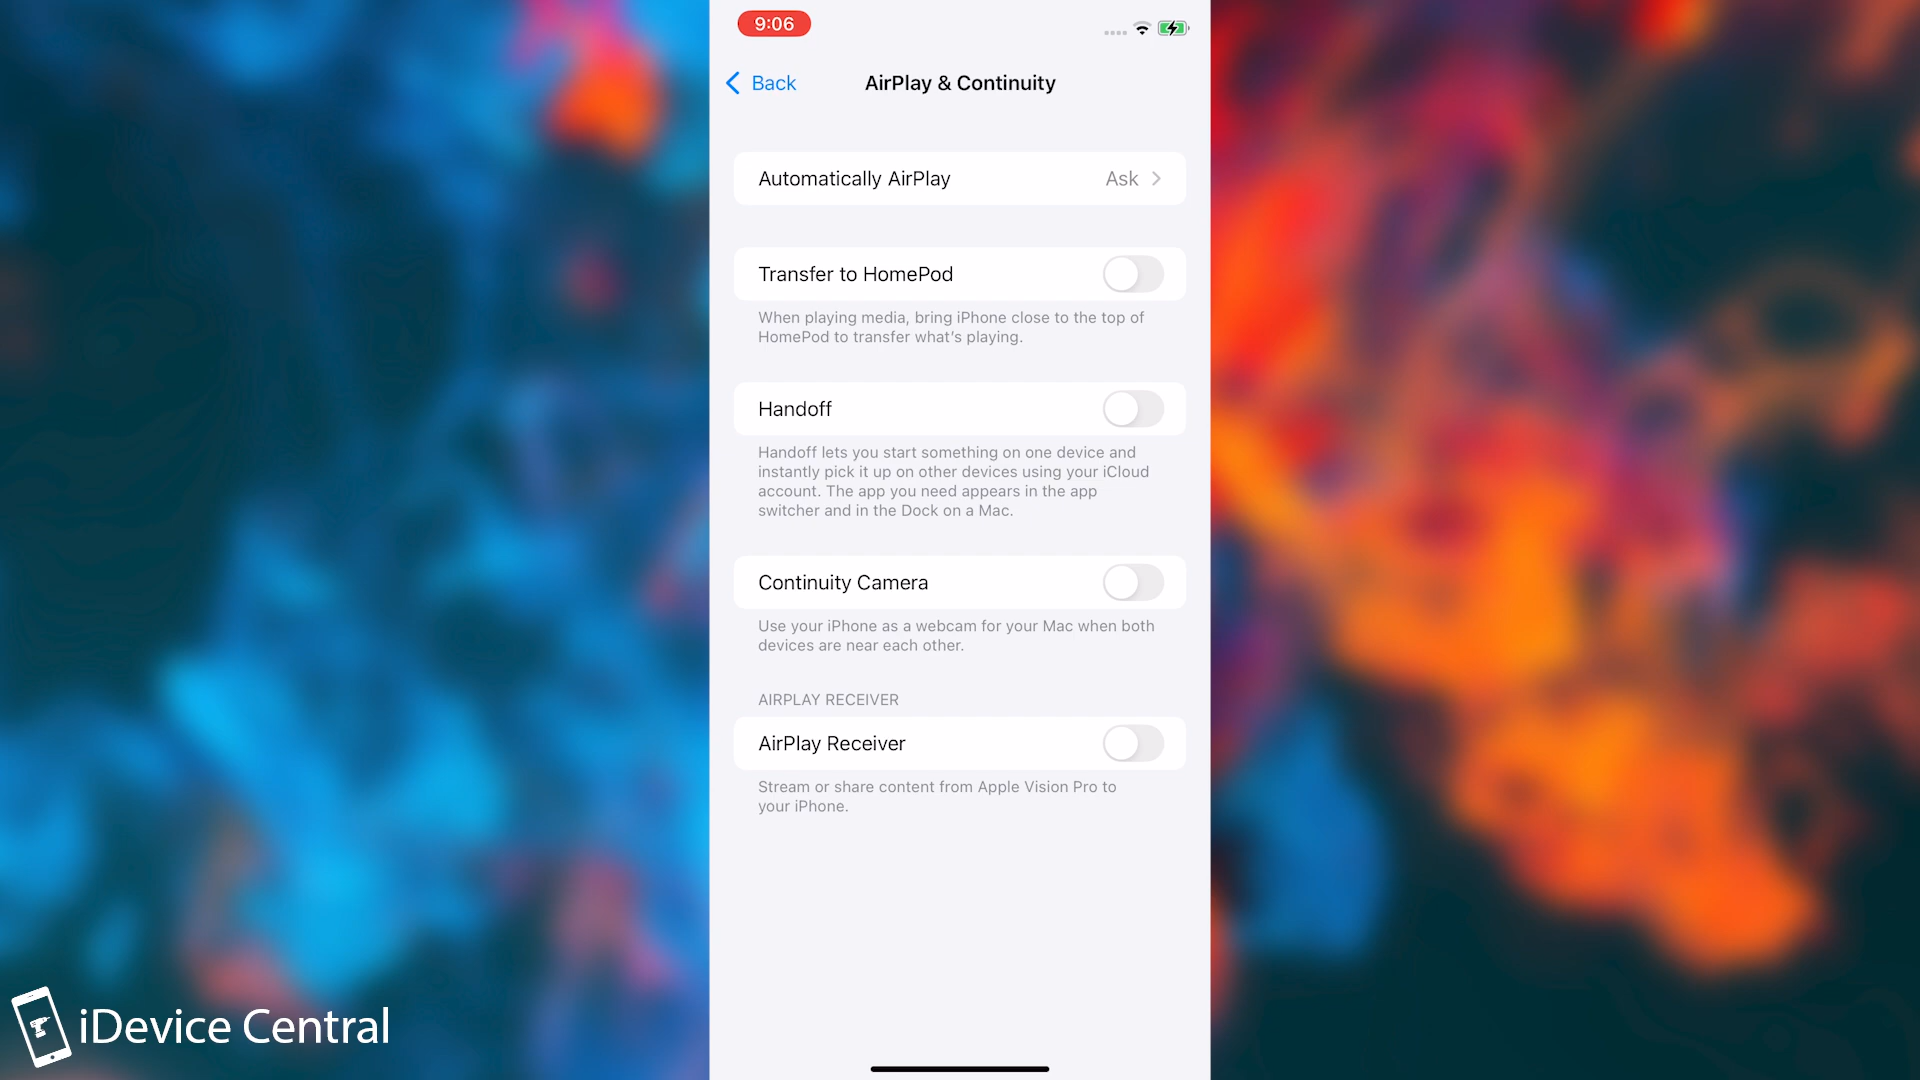 9:06
Back
AirPlay & Continuity
Automatically AirPlay
Ask
Transfer to HomePod
When playing media, bring iPhone close to the top of
HomePod to transfer what's playing.
Handoff
Handoff lets you start something on one device and
instantly pick it up on other devices using your iCloud
account. The app you need appears in the app
switcher and in the Dock on a Mac.
Continuity Camera
Use your iPhone as a webcam for your Mac when both
devices are near each other.
AIRPLAY RECEIVER
AirPlay Receiver
Stream or share content from Apple Vision Pro to
your iPhone.
iDevice Central